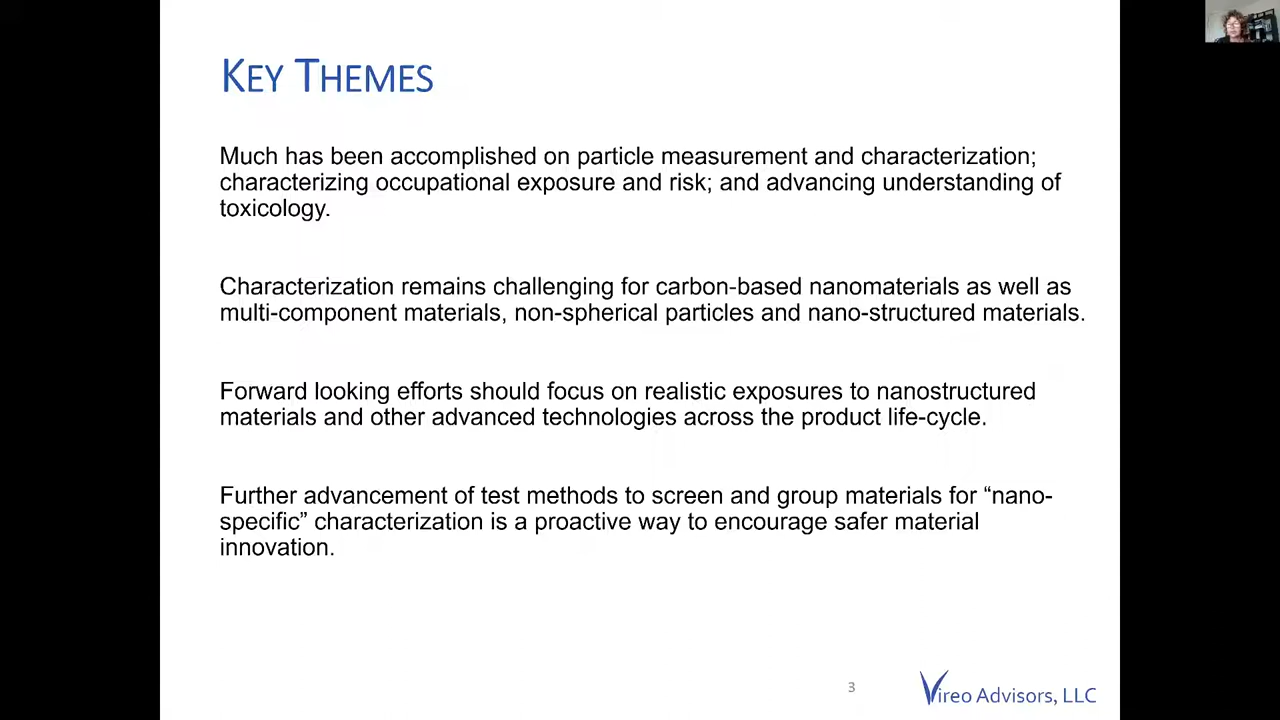 KEY THEMES
Much has been accomplished on particle measurement and characterization;
characterizing occupational exposure and risk; and advancing understanding of
toxicology.
Characterization remains challenging for carbon-based nanomaterials as well as
multi-component materials, non-spherical particles and nano-structured materials.
Forward looking efforts should focus on realistic exposures to nanostructured
materials and other advanced technologies across the product life-cycle.
Further advancement of test methods to screen and group materials for “nano-
specific” characterization is a proactive way to encourage safer material
innovation.
3
Vireo Advisors, LLC